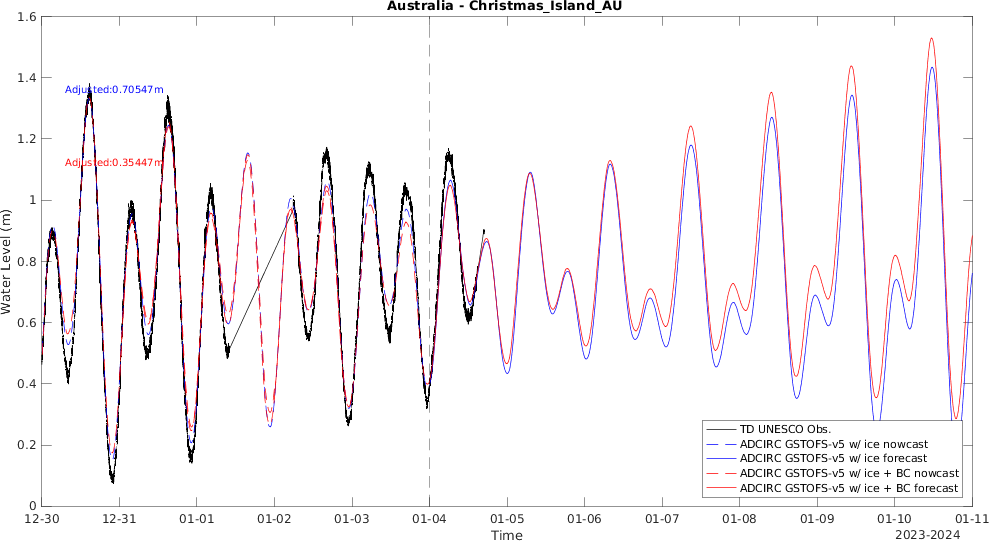 Australia - Christmas_Island_AU
Adjusted:0.70547m
Adjusted:0.35447m
Water Level (m)
1.6
1.4
1.2
1
0.8
0.6
0.4
0.2
0
12-30 12-31 01-01 01-02 01-03 01-04 01-05 01-06 01-07 01-08 01-09 01-10 01-11
Time
2023-2024
TD UNESCO Obs.
ADCIRC GSTOFS-v5 w/ ice nowcast
ADCIRC GSTOFS-v5 w/ ice forecast
ADCIRC GSTOFS-v5 w/ ice + BC nowcast
ADCIRC GSTOFS-v5 w/ ice + BC forecast